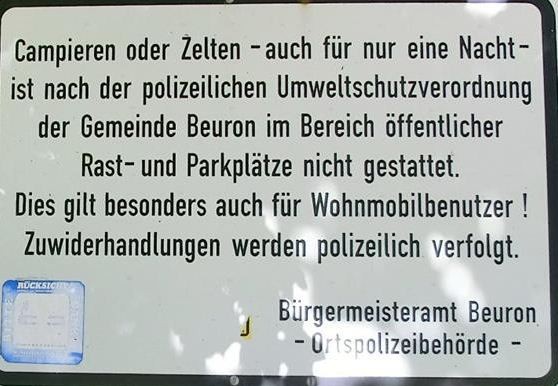 Campieren oder Zelten - auch für nur eine Nacht -
ist nach der polizeilichen Umweltschutzverordnung
der Gemeinde Beuron im Bereich öffentlicher
Rast- und Parkplätze nicht gestattet.
Dies gilt besonders auch für Wohnmobilbenutzer !
Zuwiderhandlungen werden polizeilich verfolgt.
RÜCKSICHT
Bürgermeisteramt Beuron
- Ortspolizeibehörde -